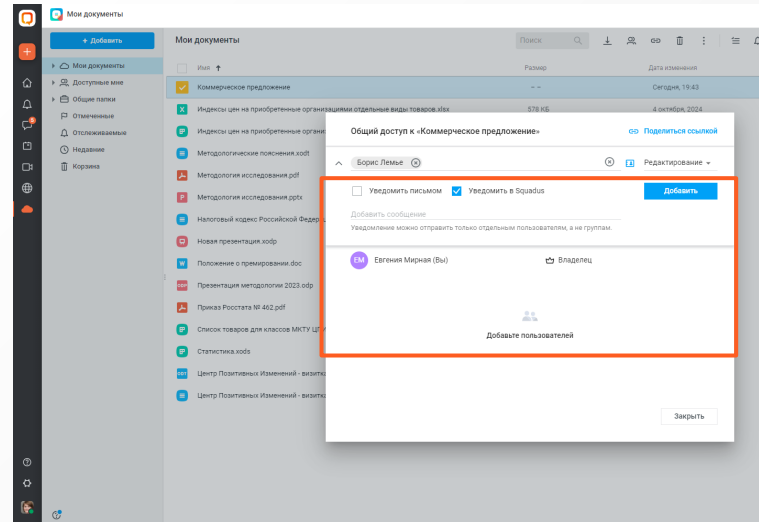 Мои документы
+ Добавить
Мои документы
Доступные мне
Общие папки
Отмеченные
Отслеживаемые
Недавние
Корзина
Мои документы
Поиск
Имя
Размер
Дата изменения
Коммерческое предложение
– –
Сегодня, 19:43
Индексы цен на приобретенные организациями отдельные виды товаров.xlsx
578 КБ
4 октября, 2024
Индексы цен на приобретенные органи
Методологические пояснения.xodt
Методология исследования.pdf
Методология исследования.pptx
Налоговый кодекс Российской Федер
Новая презентация.xodp
Положение о премировании.doc
Презентация методологии 2023.odp
Приказ Росстата № 462.pdf
Список товаров для классов МКТУ ЦП
Статистика.xods
Центр Позитивных Изменений - визитк
Центр Позитивных Изменений - визитк
Общий доступ к «Коммерческое предложение»
Поделиться ссылкой
Борис Лемье
Редактирование
Уведомить письмом
Уведомить в Squadus
Добавить
Добавить сообщение
Уведомление можно отправить только отдельным пользователям, а не группам.
ЕМ
Евгения Мирная (Вы)
Владелец
Добавьте пользователей
Закрыть